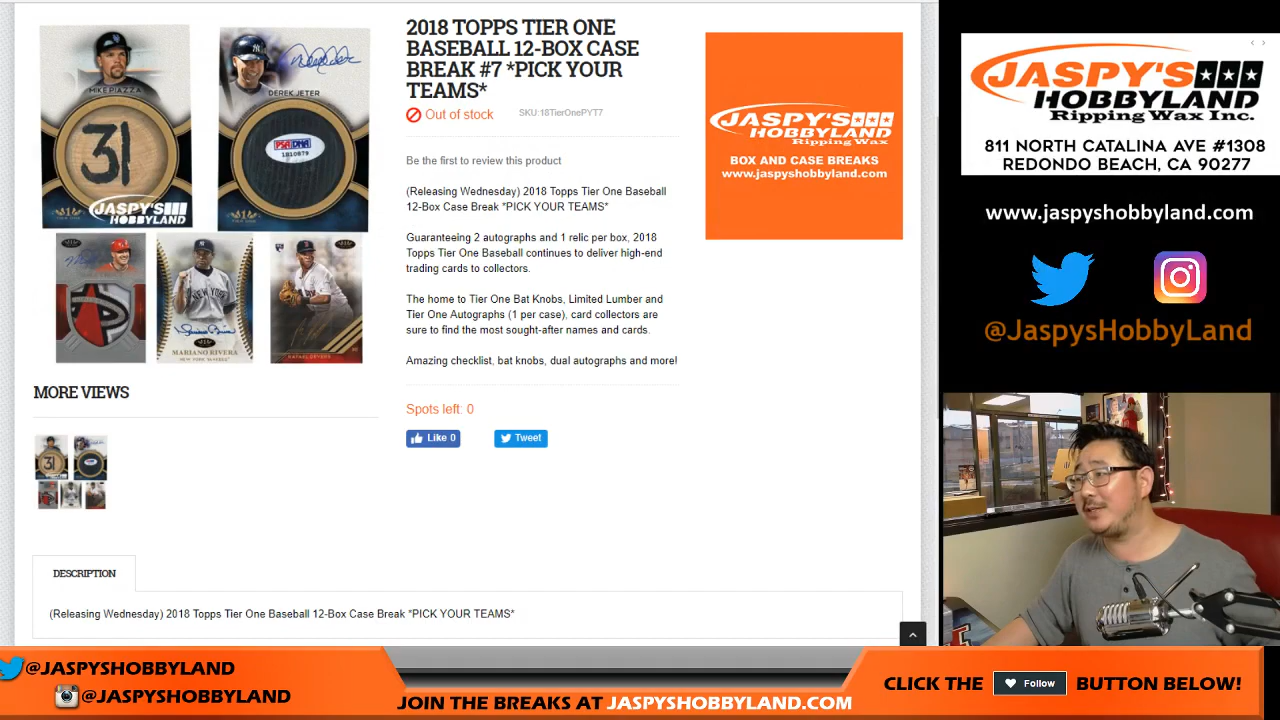 2018 TOPPS TIER ONE
BASEBALL 12-BOX CASE
BREAK #7 *PICK YOUR
TEAMS*
Out of stock
SKU:18TierOnePYT7
Be the first to review this product
(Releasing Wednesday) 2018 Topps Tier One Baseball
12-Box Case Break *PICK YOUR TEAMS*
Guaranteeing 2 autographs and 1 relic per box, 2018
Topps Tier One Baseball continues to deliver high-end
trading cards to collectors.
The home to Tier One Bat Knobs, Limited Lumber and
Tier One Autographs (1 per case), card collectors are
sure to find the most sought-after names and cards.
Amazing checklist, bat knobs, dual autographs and more!
Spots left: 0
Like 0
Tweet
MIKE PIAZZA
31
JASPY'S
HOBBYLAND
DEREK JETER
PSA/DNA
1B10879
MARIANO RIVERA
NEW YORK YANKEES
RAFAEL DEVERS
MORE VIEWS
DESCRIPTION
(Releasing Wednesday) 2018 Topps Tier One Baseball 12-Box Case Break *PICK YOUR TEAMS*
JASPY'S
HOBBYLAND
Ripping Wax
BOX AND CASE BREAKS
www.jaspyshobbyland.com
JASPY'S
HOBBYLAND
Ripping Wax Inc.
811 NORTH CATALINA AVE #1308
REDONDO BEACH, CA 90277
www.jaspyshobbyland.com
@JaspysHobbyLand
@JASPYSHOBBYLAND
@JASPYSHOBBYLAND
JOIN THE BREAKS AT JASPYSHOBBYLAND.COM
CLICK THE Follow BUTTON BELOW!